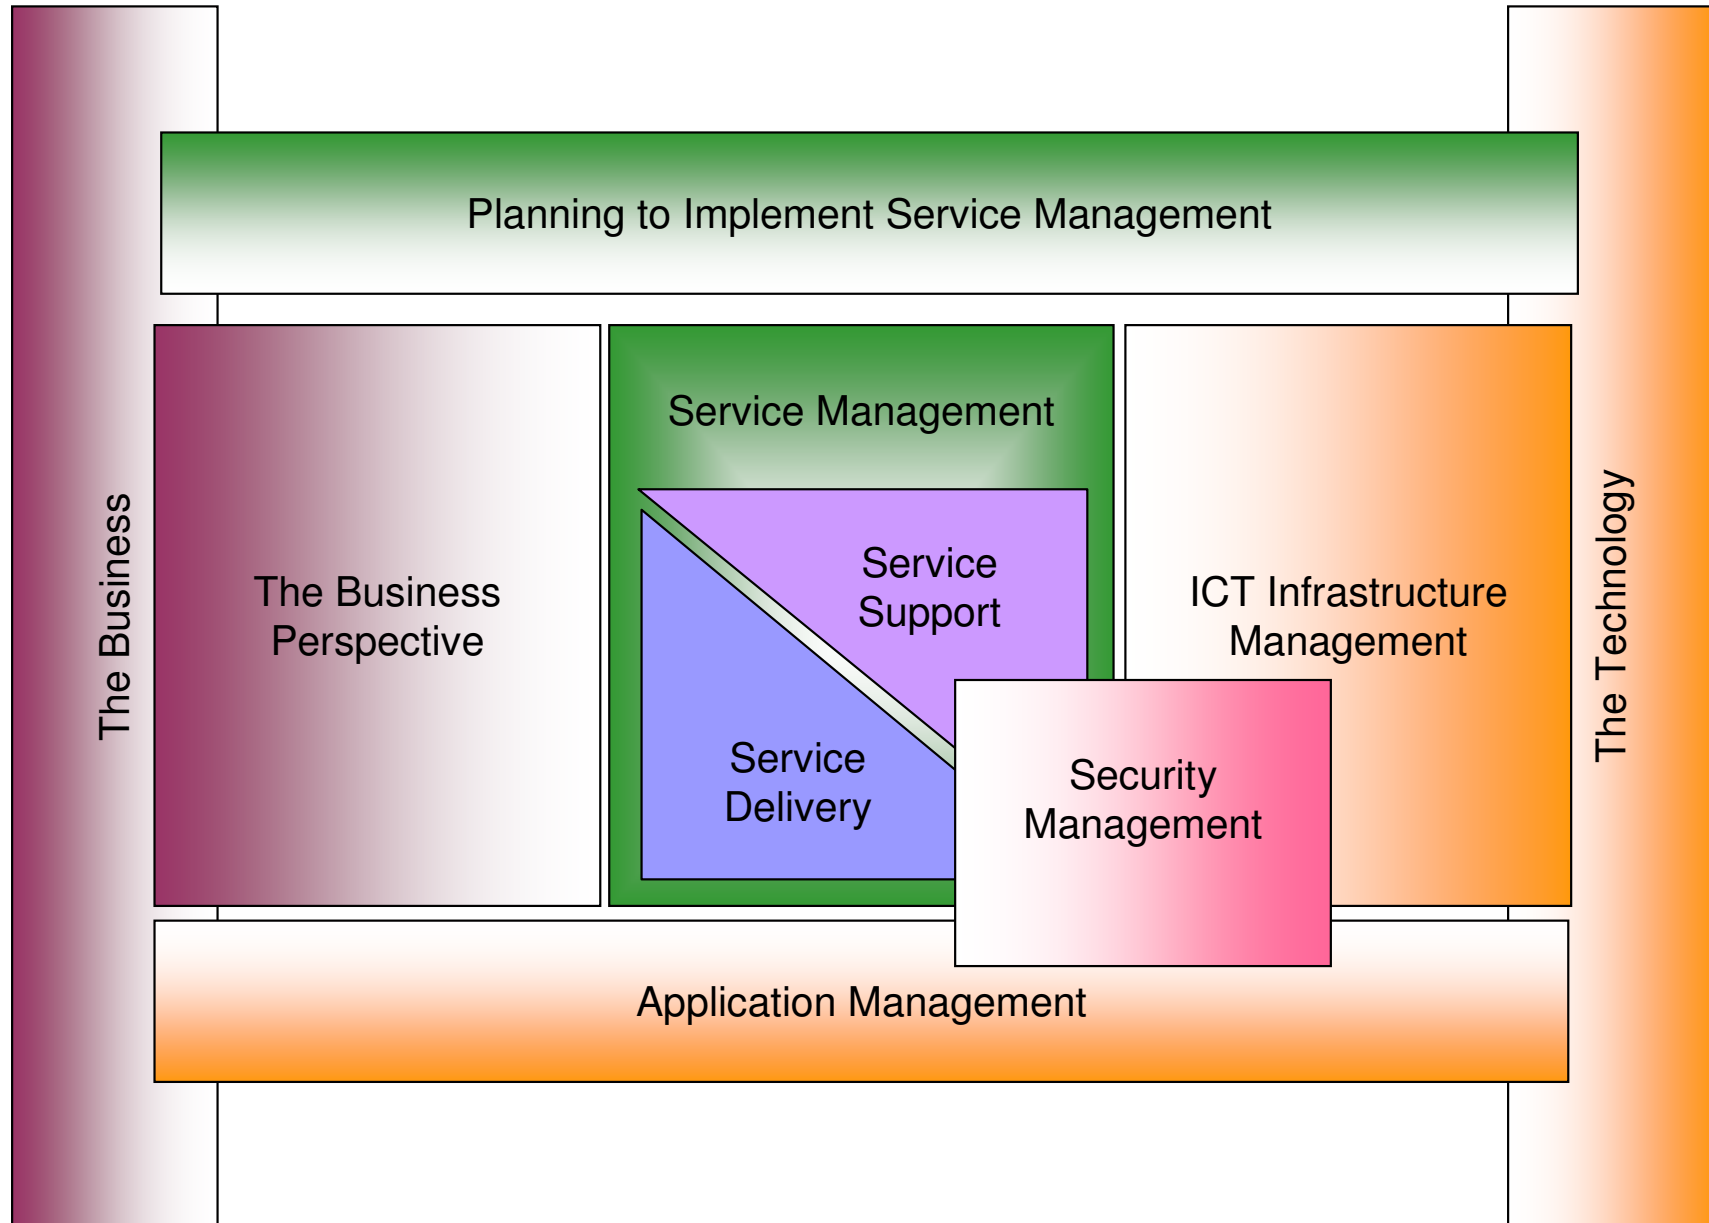 Planning to Implement Service Management
The Business
The Business
Perspective
Service Management
Service
Support
Service
Delivery
Security
Management
ICT Infrastructure
Management
The Technology
Application Management